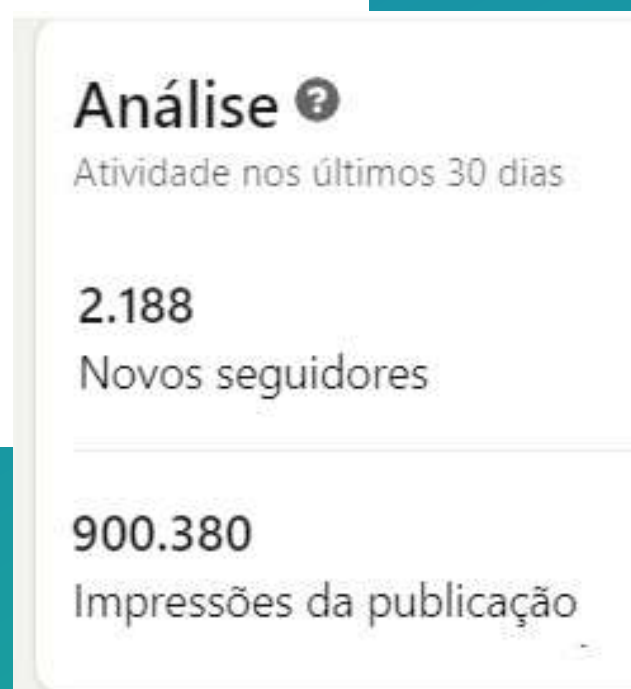 Análise
Atividade nos últimos 30 dias
2.188
Novos seguidores
900.380
Impressões da publicação